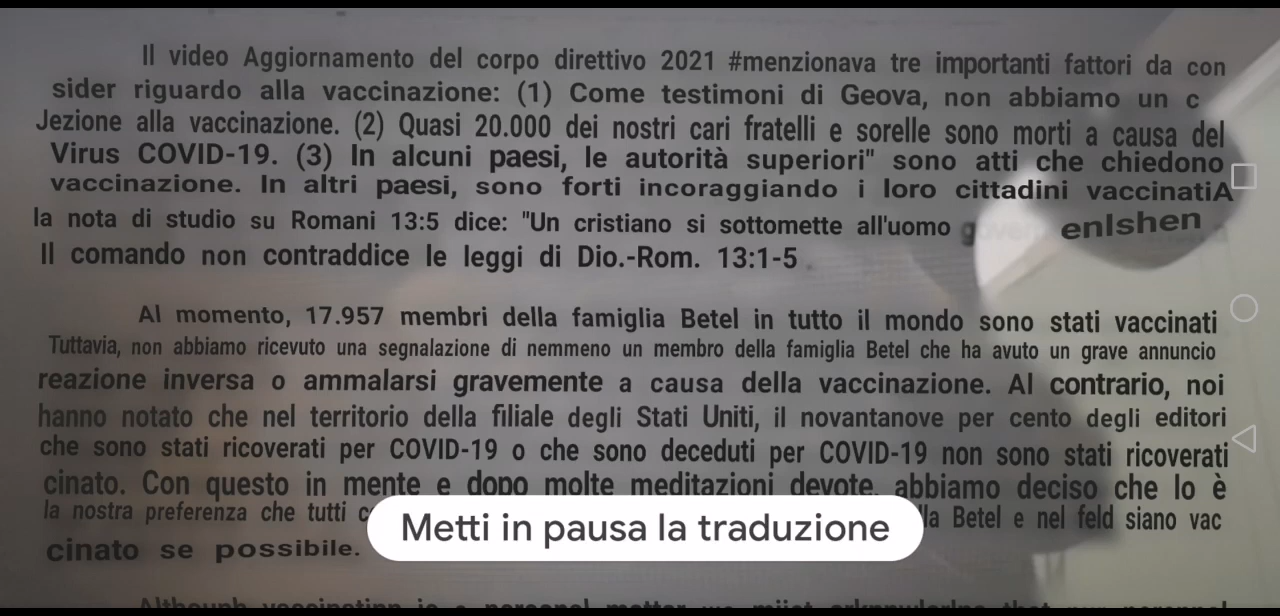 Il video Aggiornamento del corpo direttivo 2021 #menzionava tre importanti fattori da con
sider riguardo alla vaccinazione: (1) Come testimoni di Geova, non abbiamo un c
Jezione alla vaccinazione. (2) Quasi 20.000 dei nostri cari fratelli e sorelle sono morti a causa del
Virus COVID-19. (3) In alcuni paesi, le autorità superiori" sono atti che chiedono
vaccinazione. In altri paesi, sono forti incoraggiando i loro cittadini vaccinatiA
la nota di studio su Romani 13:5 dice: "Un cristiano si sottomette all'uomo enlshen
Il comando non contraddice le leggi di Dio.-Rom. 13:1-5
Al momento, 17.957 membri della famiglia Betel in tutto il mondo sono stati vaccinati
Tuttavia, non abbiamo ricevuto una segnalazione di nemmeno un membro della famiglia Betel che ha avuto un grave annuncio
reazione inversa o ammalarsi gravemente a causa della vaccinazione. Al contrario, noi
hanno notato che nel territorio della filiale degli Stati Uniti, il novantanove per cento degli editori
che sono stati ricoverati per COVID-19 o che sono deceduti per COVID-19 non sono stati ricoverati
cinato. Con questo in mente e dopo molte meditazioni devote, abbiamo deciso che lo è
la nostra preferenza che tutti Betel e nel feld siano vac
Metti in pausa la traduzione
cinato se possibile.
Although vaccination is a personal matter